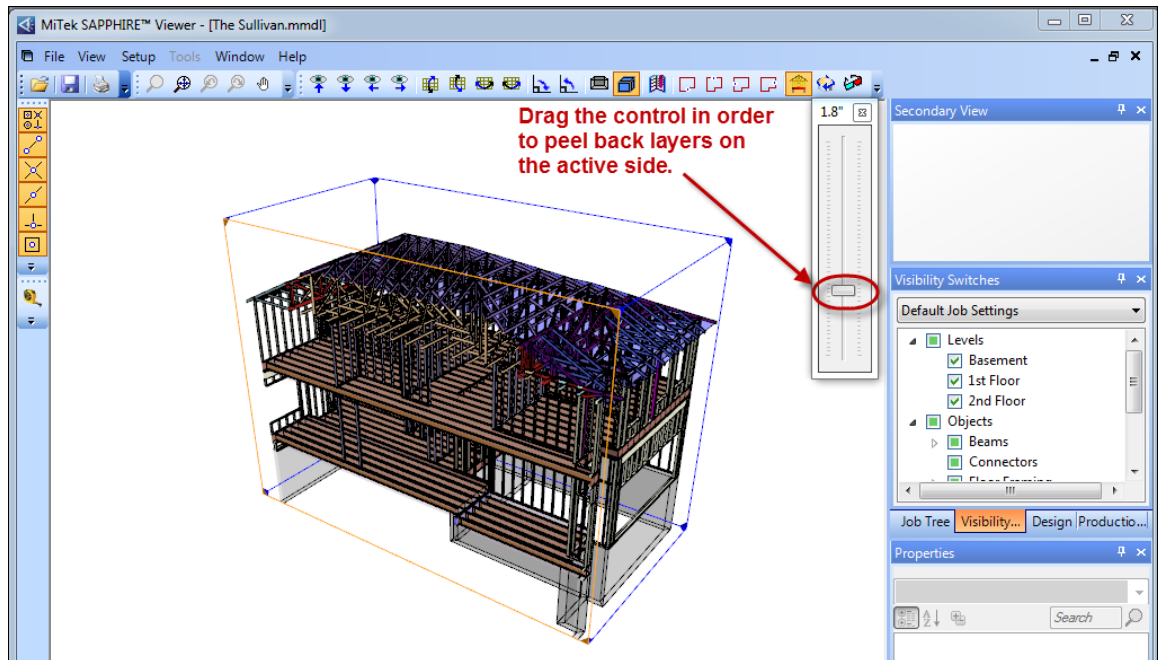 MiTek SAPPHIRE™ Viewer - [The Sullivan.mmdl]
File View Setup Tools Window Help
Drag the control in order
to peel back layers on
the active side.
1.8"
Secondary View
Visibility Switches
Default Job Settings
Levels
Basement
1st Floor
2nd Floor
Objects
Beams
Connectors
Floor Framing
Job Tree Visibility... Design Productio...
Properties
Search